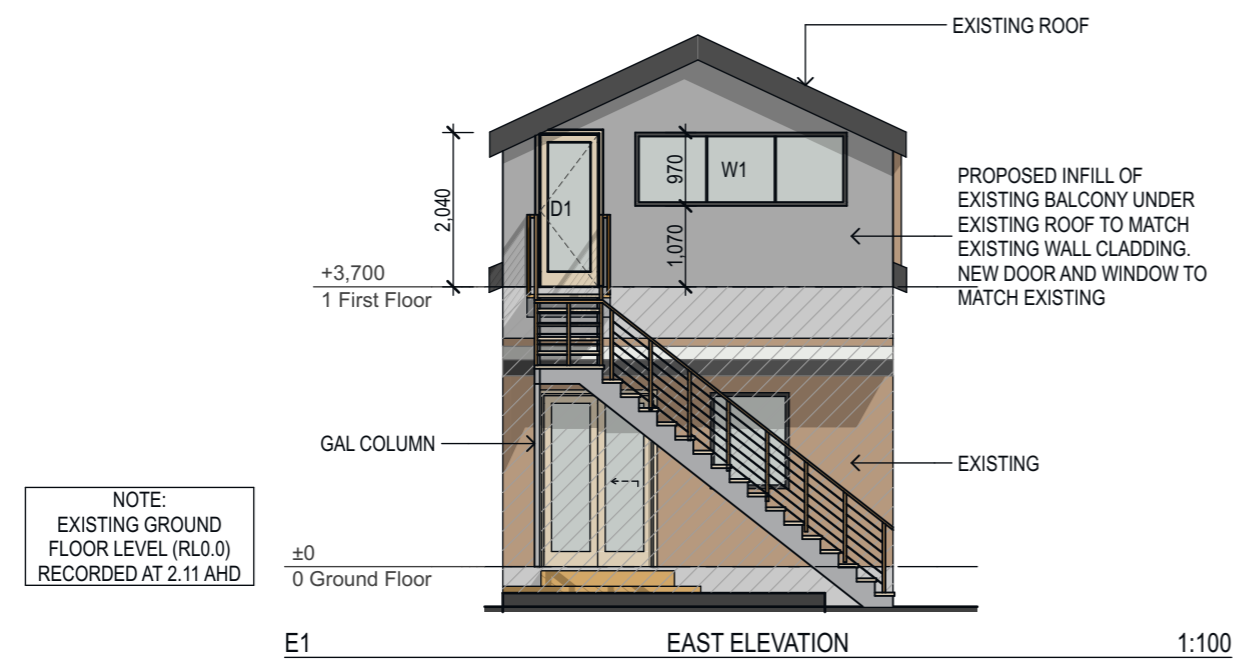 EXISTING ROOF
2,040
D1
970
W1
1,070
PROPOSED INFILL OF
EXISTING BALCONY UNDER
EXISTING ROOF TO MATCH
EXISTING WALL CLADDING.
NEW DOOR AND WINDOW TO
MATCH EXISTING
+3,700
1 First Floor
GAL COLUMN
EXISTING
NOTE:
EXISTING GROUND
FLOOR LEVEL (RL0.0)
RECORDED AT 2.11 AHD
±0
0 Ground Floor
E1 EAST ELEVATION 1:100